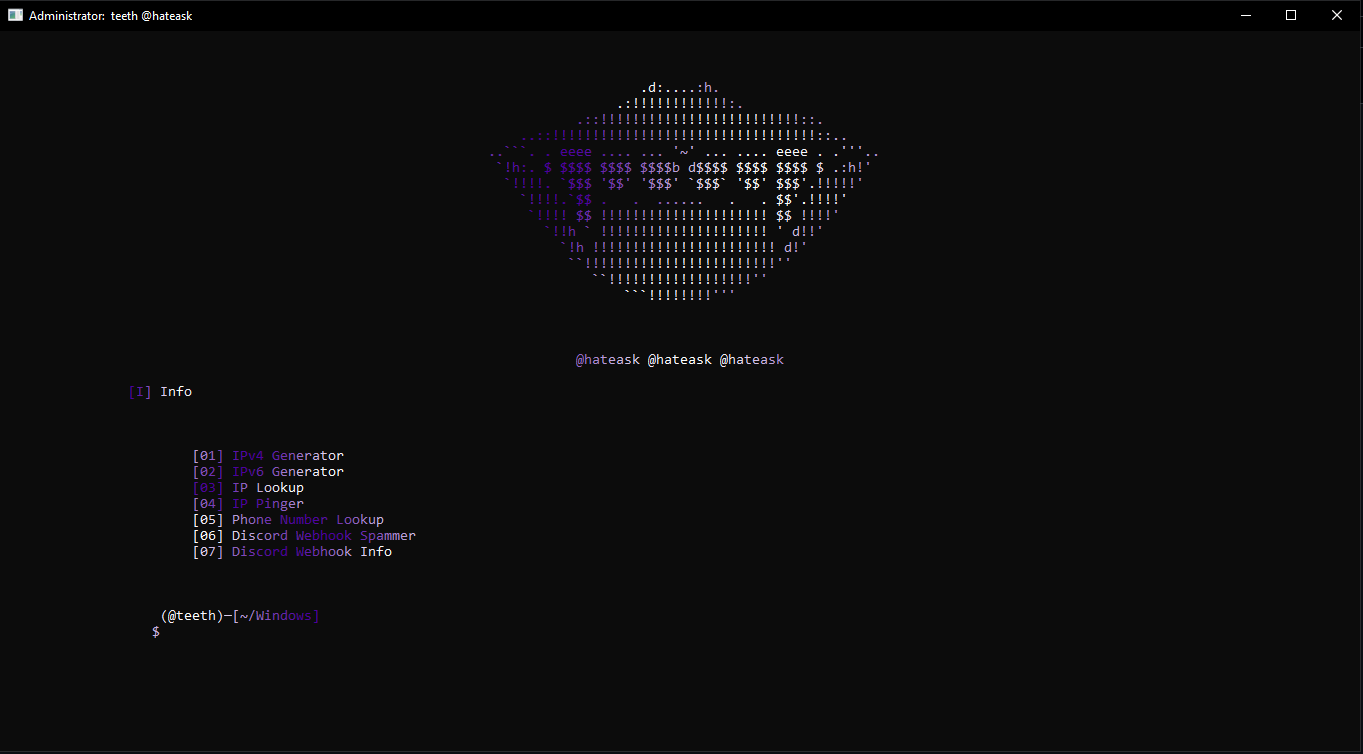 Administrator: teeth @hateask
.d:....:h.
.:!!!!!!!!!!!!:.
.::!!!!!!!!!!!!!!!!!!!!!!!!!::.
..::!!!!!!!!!!!!!!!!!!!!!!!!!!!!!!!!!::..
..```. . eeee .... ... '~' ... .... eeee . .'''..
`!h:. $ $$$$ $$$$ $$$$b d$$$$ $$$$ $$$$ $ .:h!'
`!!!!. `$$$ '$$' '$$$' `$$$` '$$' $$$'.!!!!!'
`!!!!.`$$ .   .  ......   .   . $$'.!!!!'
`!!!! $$ !!!!!!!!!!!!!!!!!!!!! $$ !!!!'
`!!h ` !!!!!!!!!!!!!!!!!!!!! ' d!!'
`!h !!!!!!!!!!!!!!!!!!!!!!! d!'
``!!!!!!!!!!!!!!!!!!!!!!!!''
``!!!!!!!!!!!!!!!!!!''
```!!!!!!!!'''
@hateask @hateask @hateask
[I] Info
[01] IPv4 Generator
[02] IPv6 Generator
[03] IP Lookup
[04] IP Pinger
[05] Phone Number Lookup
[06] Discord Webhook Spammer
[07] Discord Webhook Info
(@teeth)─[~/Windows]
$